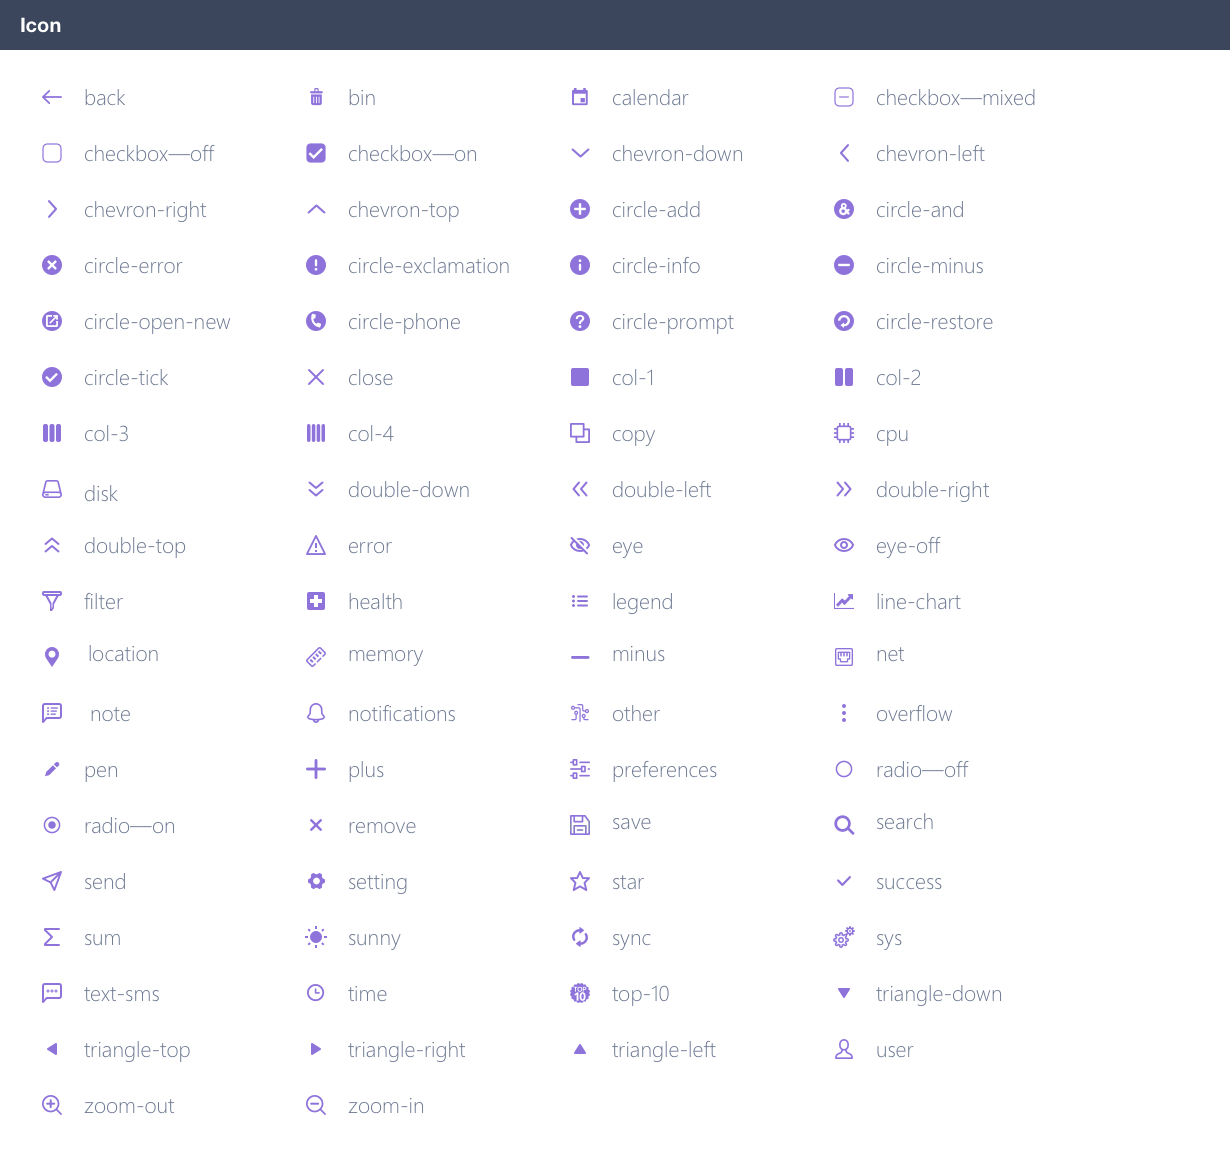 Icon
back bin calendar checkbox—mixed
checkbox—off checkbox—on chevron-down chevron-left
chevron-right chevron-top circle-add circle-and
circle-error circle-exclamation circle-info circle-minus
circle-open-new circle-phone circle-prompt circle-restore
circle-tick close col-1 col-2
col-3 col-4 copy cpu
disk double-down double-left double-right
double-top error eye eye-off
filter health legend line-chart
location memory minus net
note notifications other overflow
pen plus preferences radio—off
radio—on remove save search
send setting star success
sum sunny sync sys
text-sms time TOP 10 top-10 triangle-down
triangle-top triangle-right triangle-left user
zoom-out zoom-in